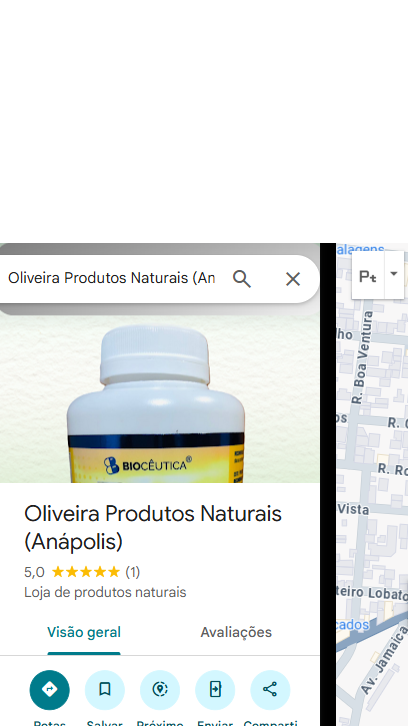 alagens
Oliveira Produtos Naturais (An
Pt
lho
R. Boa Ventura
BIOCÊUTICA®
os
R. C
R. Ro
Vista
Oliveira Produtos Naturais
(Anápolis)
5,0 ★★★★★ (1)
Loja de produtos naturais
teiro Lobato
cados
Visão geral
Avaliações
Av. Jamaica
Rotas
Salvar
Próximo
Enviar
Comparti